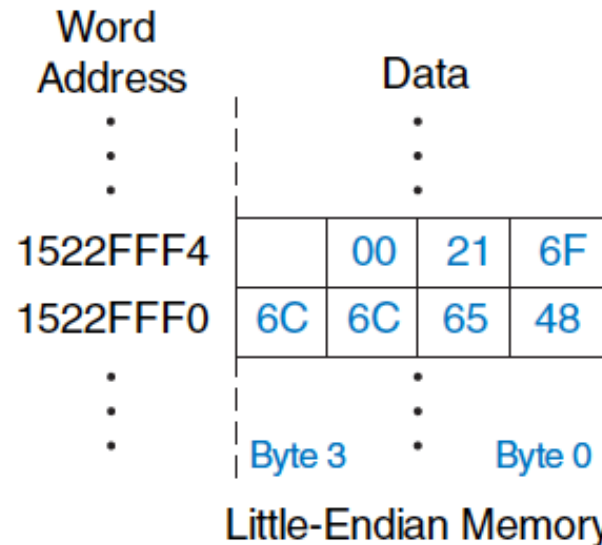 Word
Address Data
1522FFF4 00 21 6F
1522FFF0 6C 6C 65 48
Byte 3 Byte 0
Little-Endian Memory